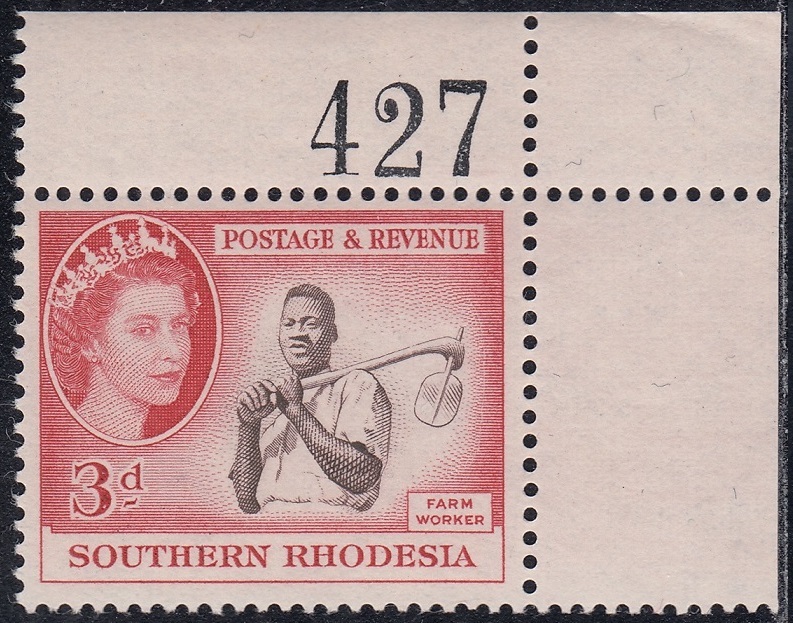 427
POSTAGE & REVENUE
3d
FARM
WORKER
SOUTHERN RHODESIA